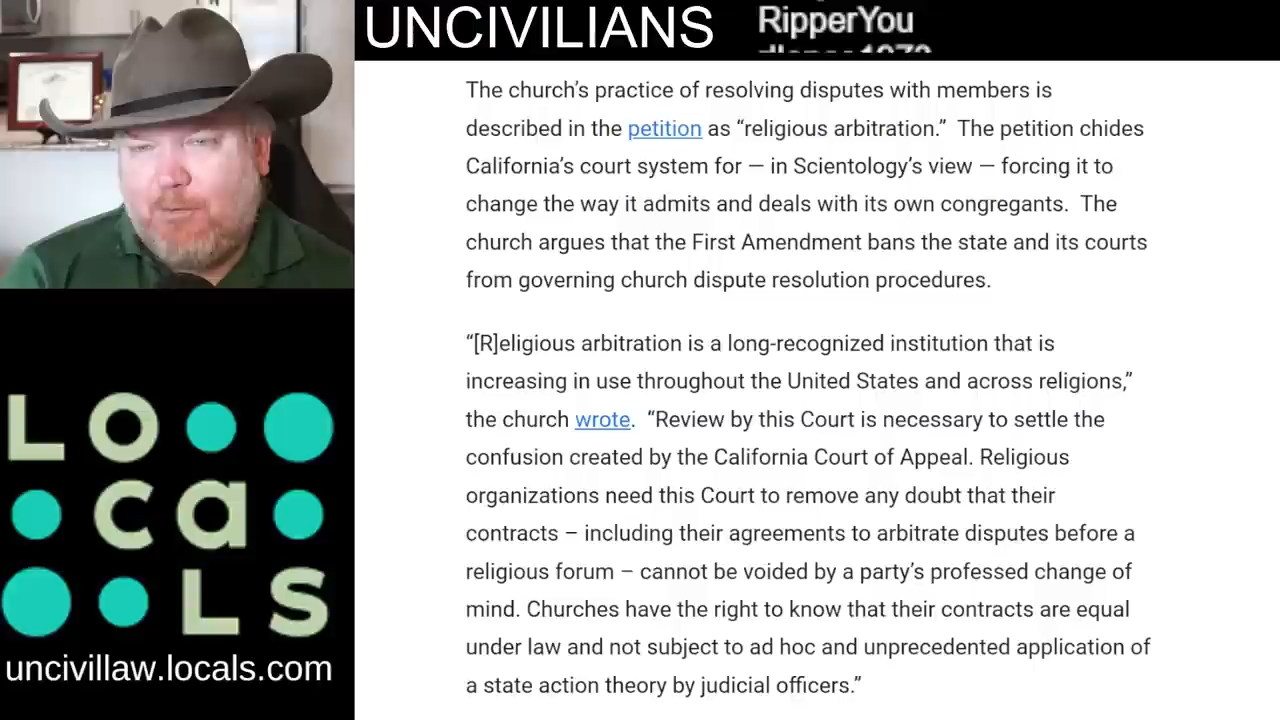 UNCIVILIANS
RipperYou
The church’s practice of resolving disputes with members is
described in the petition as “religious arbitration.”  The petition chides
California’s court system for — in Scientology’s view — forcing it to
change the way it admits and deals with its own congregants.  The
church argues that the First Amendment bans the state and its courts
from governing church dispute resolution procedures.
“[R]eligious arbitration is a long-recognized institution that is
increasing in use throughout the United States and across religions,”
the church wrote.  “Review by this Court is necessary to settle the
confusion created by the California Court of Appeal. Religious
organizations need this Court to remove any doubt that their
contracts – including their agreements to arbitrate disputes before a
religious forum – cannot be voided by a party’s professed change of
mind. Churches have the right to know that their contracts are equal
under law and not subject to ad hoc and unprecedented application of
a state action theory by judicial officers.”
Lo
ca
LS
uncivillaw.locals.com